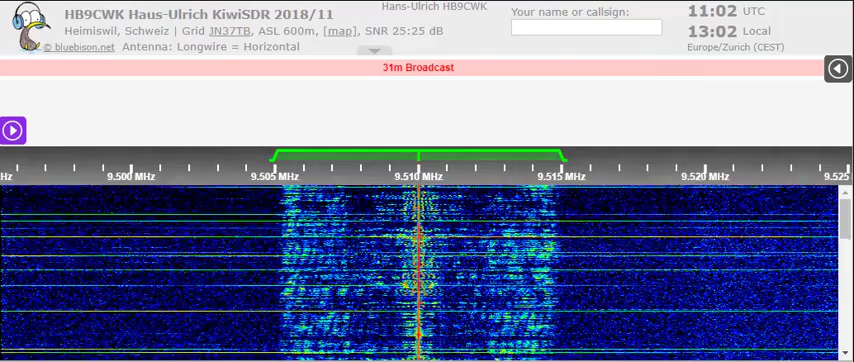 HB9CWK Haus-Ulrich KiwiSDR 2018/11
Heimiswil, Schweiz | Grid JN37TB, ASL 600m, [map], SNR 25:25 dB
© bluebison.net Antenna: Longwire = Horizontal
Hans-Ulrich HB9CWK
Your name or callsign:
11:02 UTC
13:02 Local
Europe/Zurich (CEST)
31m Broadcast
Hz 9.500 MHz 9.505 MHz 9.510 MHz 9.515 MHz 9.520 MHz 9.525